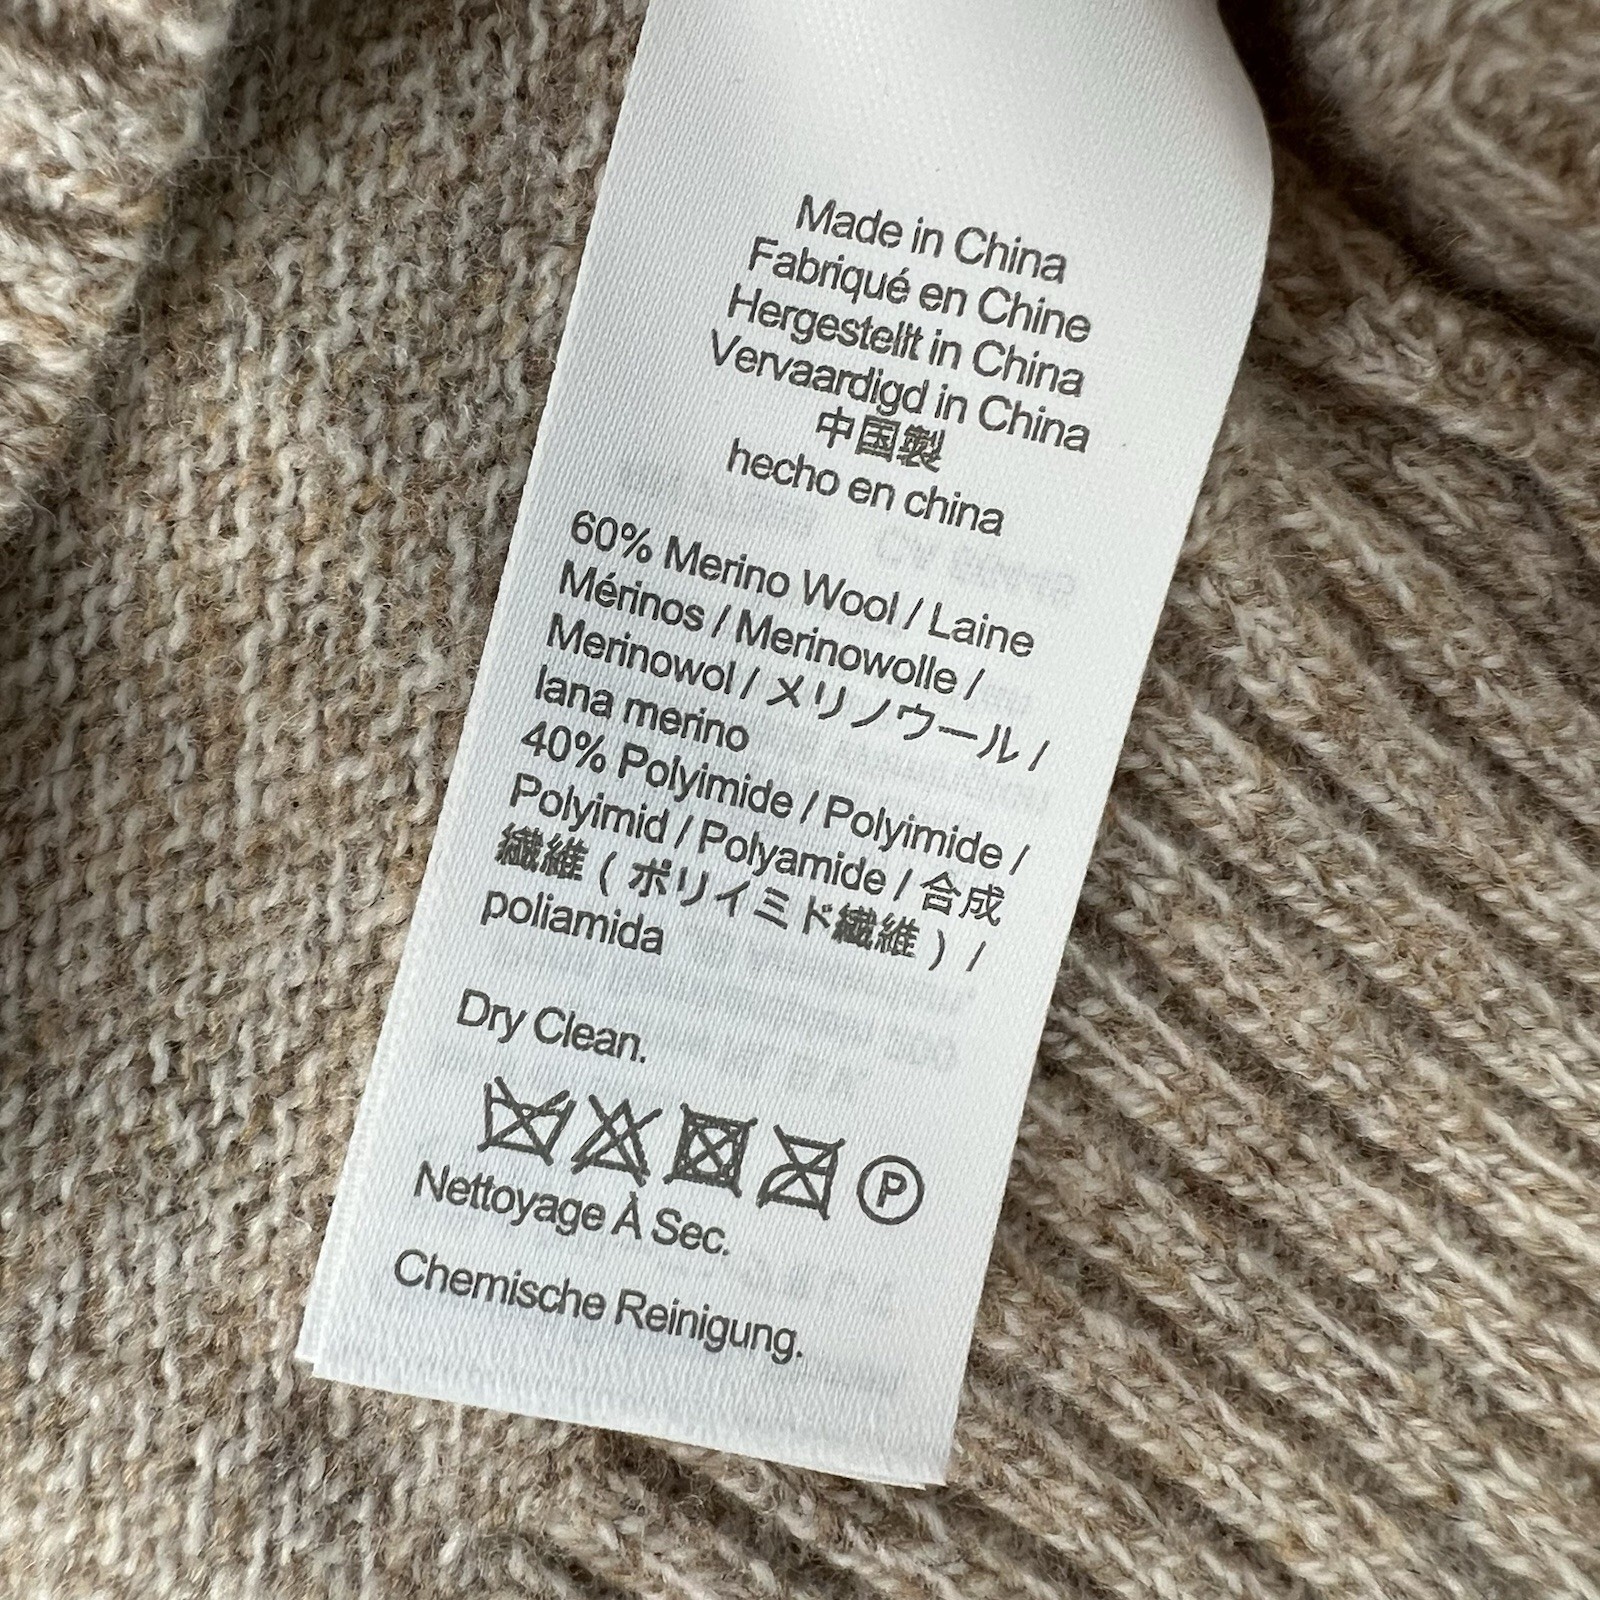 Made in China
Fabriqué en Chine
Hergestellt in China
Vervaardigd in China
中国製
hecho en china
60% Merino Wool / Laine
Mérinos / Merinowolle /
Merinowol / メリノウール /
lana merino
40% Polyimide / Polyimide /
Polyimid / Polyamide / 合成
繊維 ( ポリイミド繊維 ) /
poliamida
Dry Clean.
P
Nettoyage À Sec.
Chemische Reinigung.